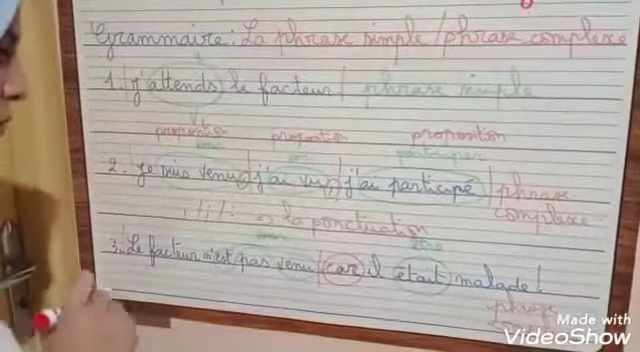 Grammaire : La phrase simple / phrase complexe
1. J'attends le facteur / phrase simple
proposition proposition proposition
2. Je suis venu, j'ai vu, j'ai participé / phrase
complexe
, / ; / : => la ponctuation
3. Le facteur n'est pas venu / car il était malade /
phrase
Made with
VideoShow